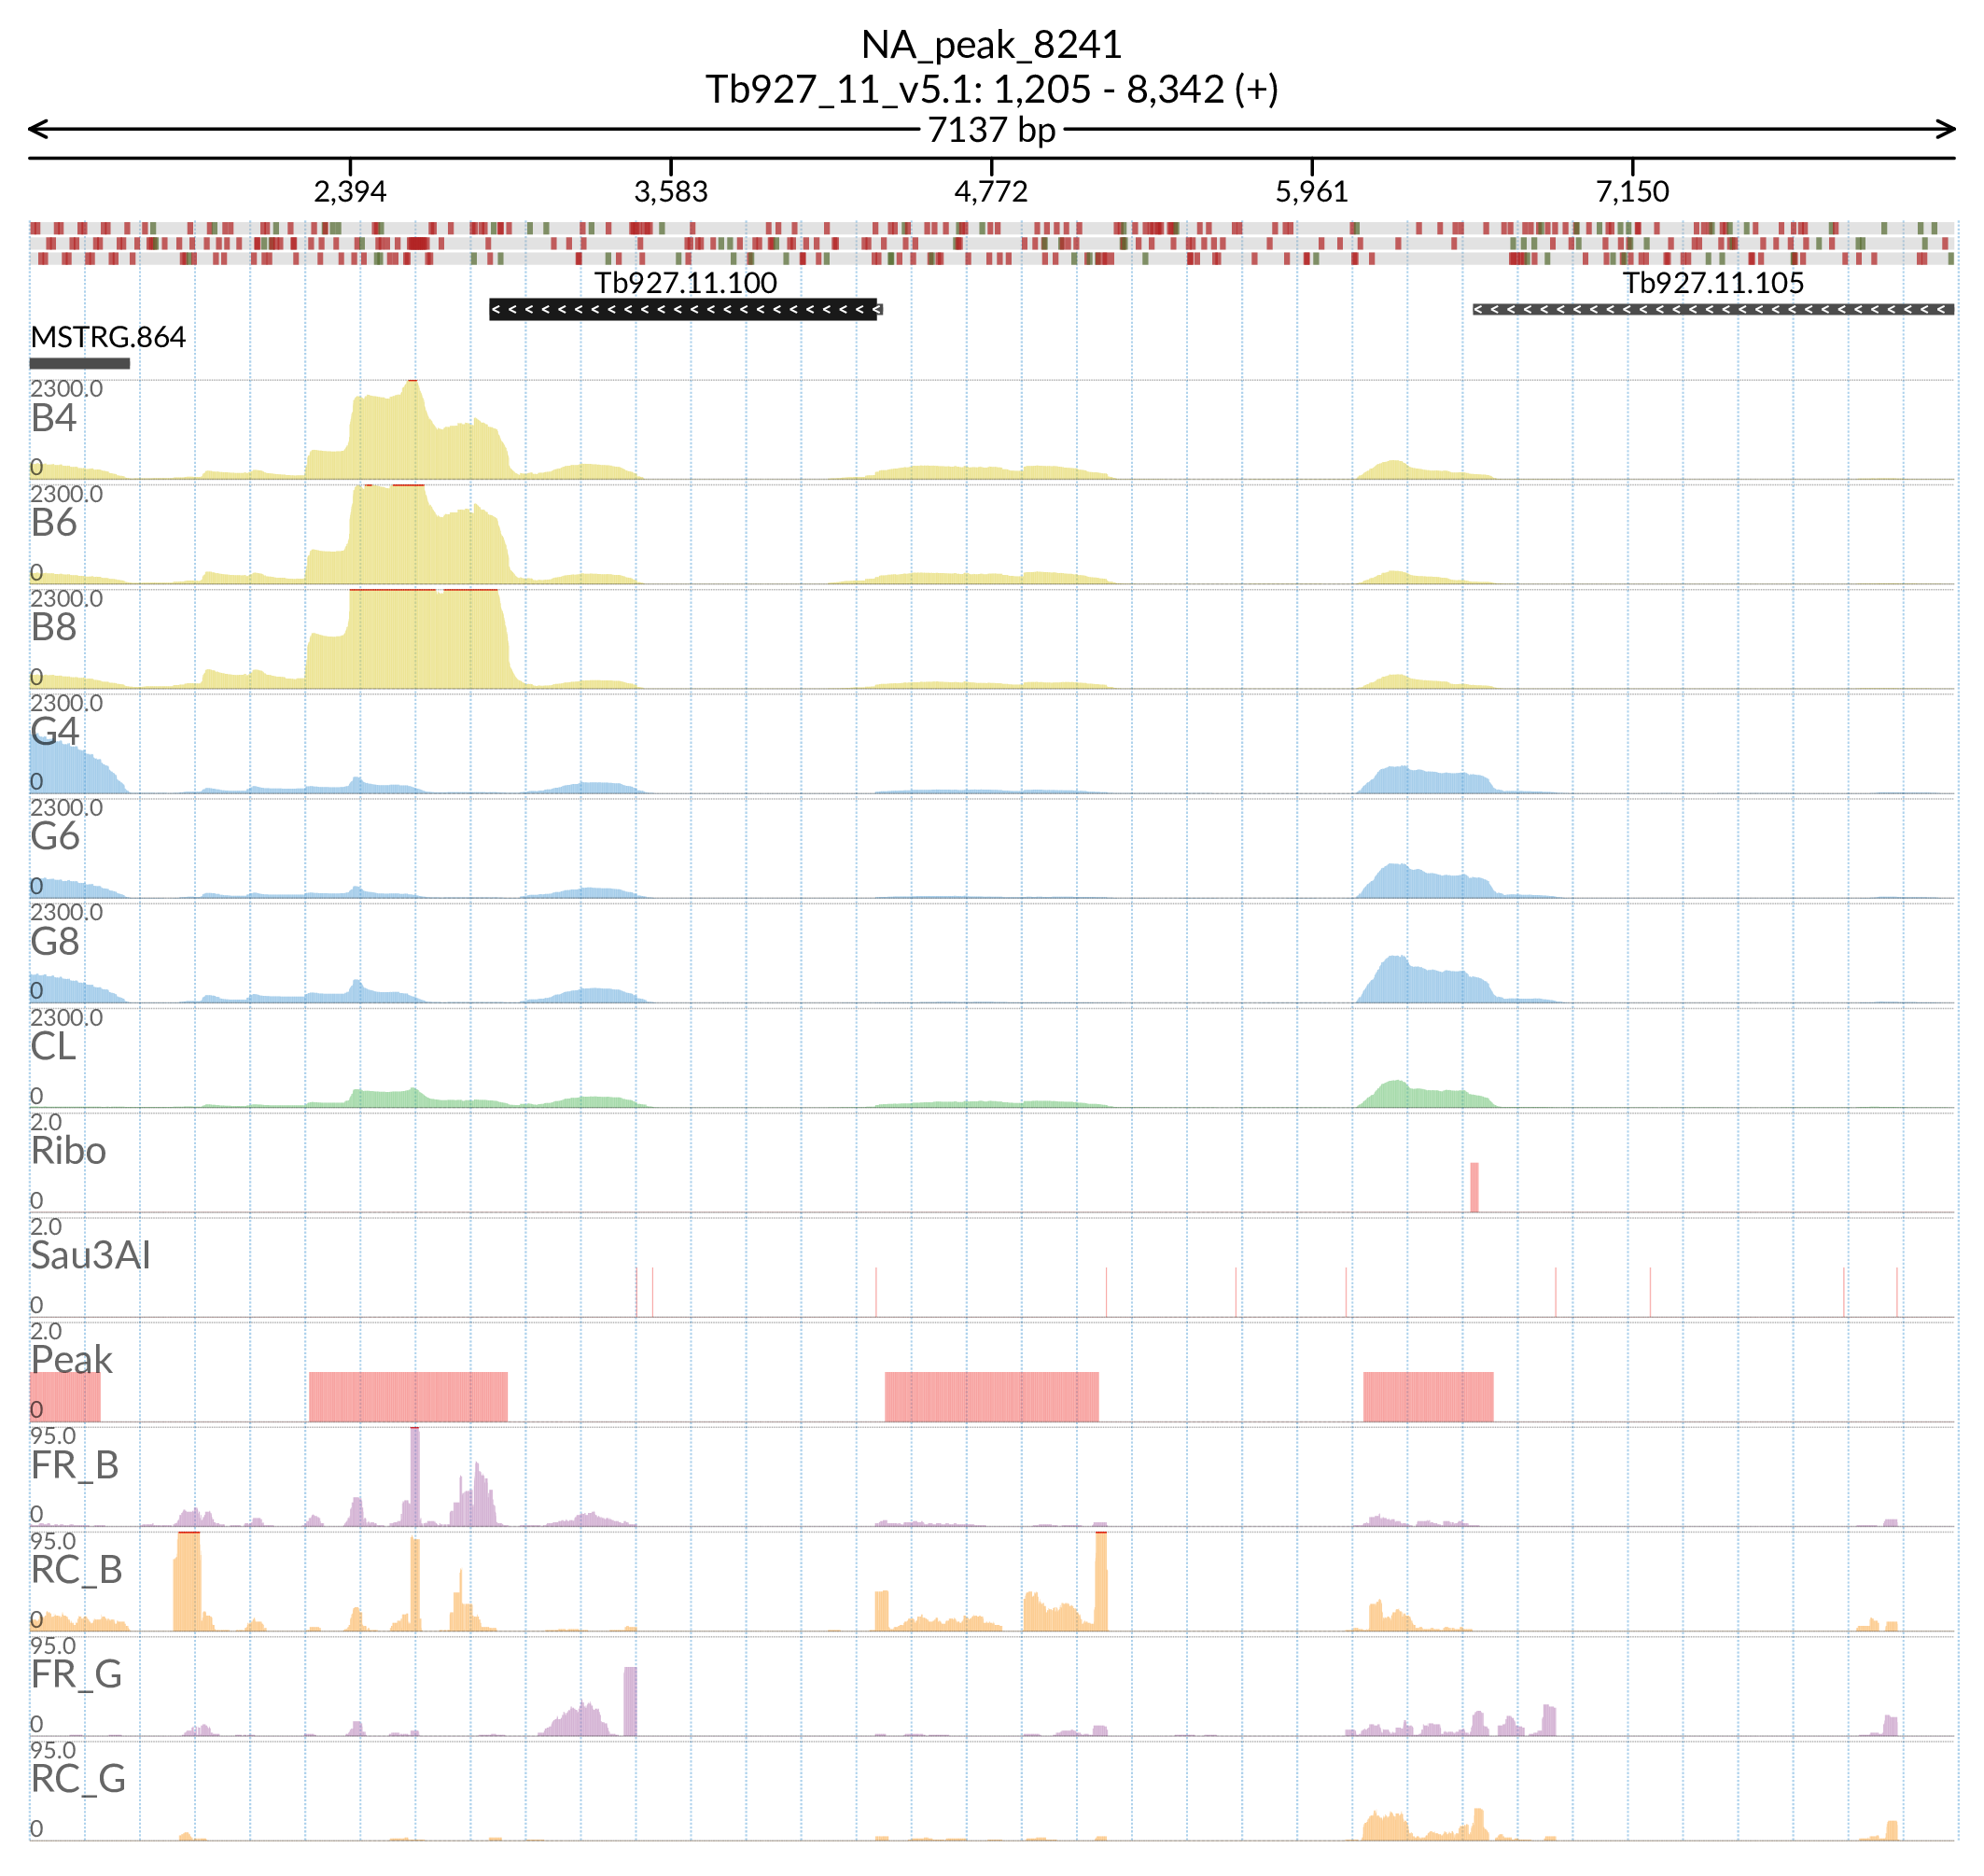 NA_peak_8241
Tb927_11_v5.1: 1,205 - 8,342 (+)
7137 bp
2,394 3,583 4,772 5,961 7,150
Tb927.11.100 Tb927.11.105
MSTRG.864
2300.0
B4
0
2300.0
B6
0
2300.0
B8
0
2300.0
G4
0
2300.0
G6
0
2300.0
G8
0
2300.0
CL
0
2.0
Ribo
0
2.0
Sau3AI
0
2.0
Peak
0
95.0
FR_B
0
95.0
RC_B
0
95.0
FR_G
0
95.0
RC_G
0